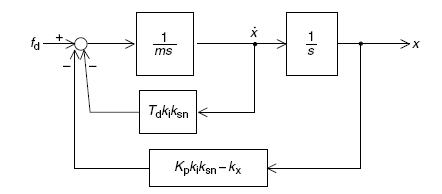 f_d + 1/ms ẋ 1/s x
− −
T_d k_i k_sn
K_p k_i k_sn − k_x